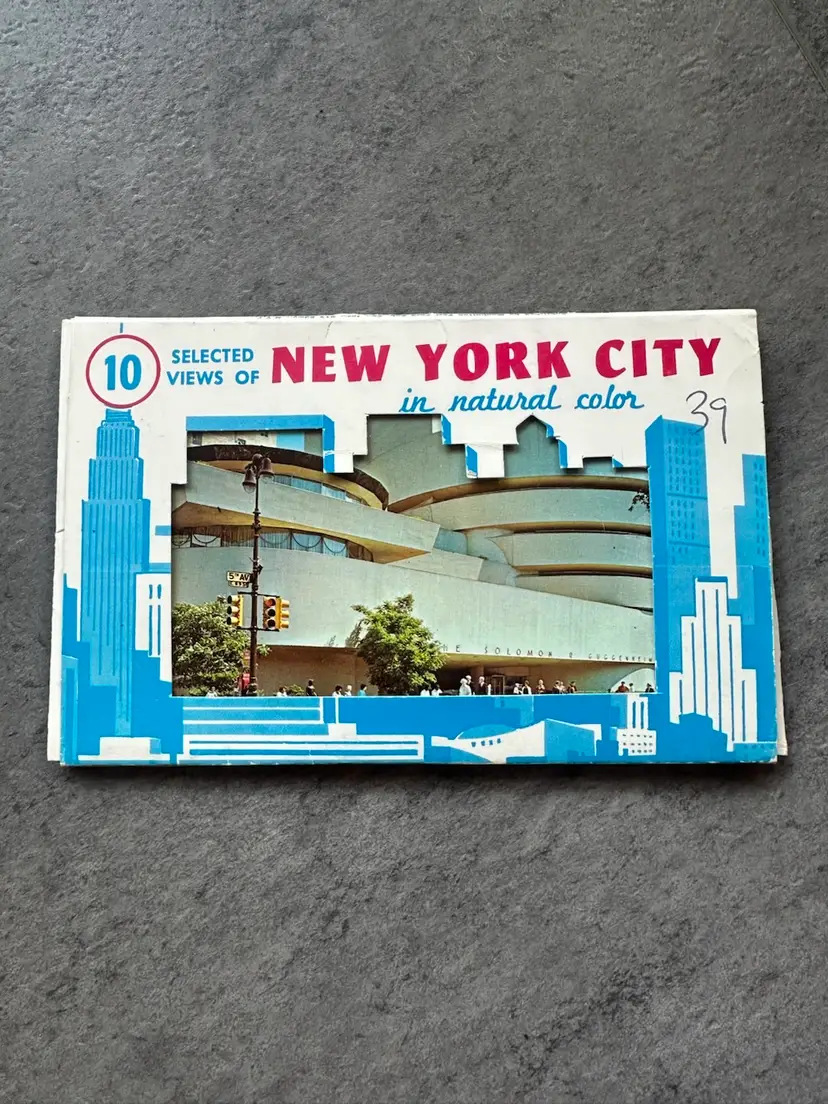 10
SELECTED
VIEWS OF
NEW YORK CITY
in natural color
39
5TH AV
THE SOLOMON R GUGGENHEIM